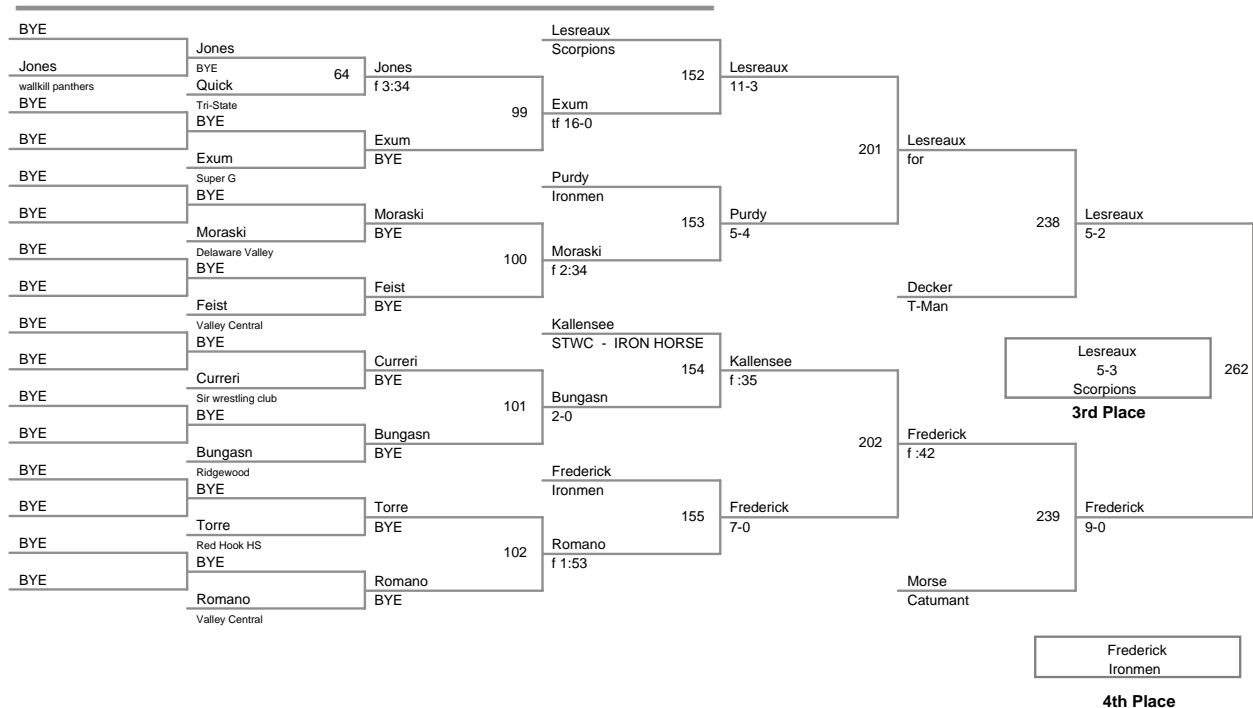 BYE
Jones
wallkill panthers
BYE
BYE
BYE
BYE
BYE
BYE
BYE
BYE
BYE
BYE
BYE
BYE
BYE
BYE
Jones
BYE
Quick
Tri-State
BYE
Exum
Super G
BYE
Moraski
Delaware Valley
BYE
Feist
Valley Central
BYE
Curreri
Sir wrestling club
BYE
Bungasn
Ridgewood
BYE
Torre
Red Hook HS
BYE
Romano
Valley Central
64
Jones
f 3:34
Exum
BYE
Moraski
BYE
Feist
BYE
Curreri
BYE
Bungasn
BYE
Torre
BYE
Romano
BYE
99
100
101
102
Lesreaux
Scorpions
Exum
tf 16-0
Purdy
Ironmen
Moraski
f 2:34
Kallensee
STWC - IRON HORSE
Bungasn
2-0
Frederick
Ironmen
Romano
f 1:53
152
153
154
155
Lesreaux
11-3
Purdy
5-4
Kallensee
f :35
Frederick
7-0
201
202
Lesreaux
for
Decker
T-Man
Frederick
f :42
Morse
Catumant
238
239
Lesreaux
5-2
Frederick
9-0
Lesreaux
5-3
Scorpions
262
3rd Place
Frederick
Ironmen
4th Place